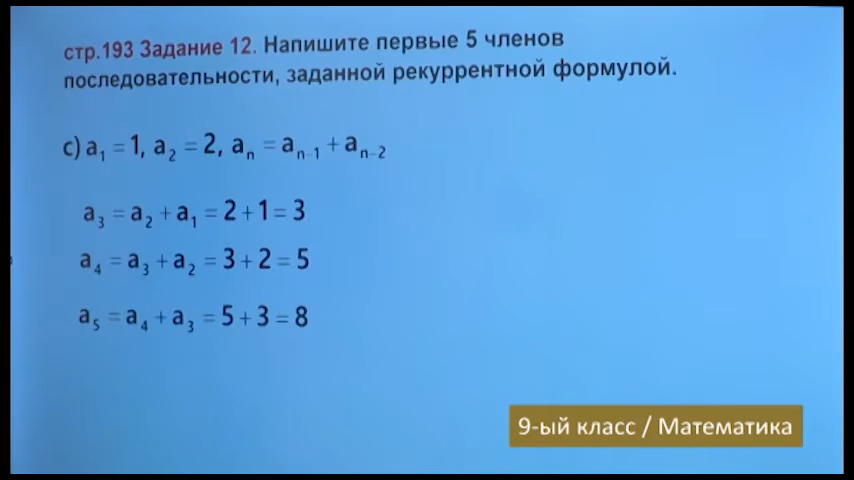 стр.193 Задание 12. Напишите первые 5 членов
последовательности, заданной рекуррентной формулой.
c) a₁ = 1, a₂ = 2, aₙ = aₙ₋₁ + aₙ₋₂
a₃ = a₂ + a₁ = 2 + 1 = 3
a₄ = a₃ + a₂ = 3 + 2 = 5
a₅ = a₄ + a₃ = 5 + 3 = 8
9-ый класс / Математика